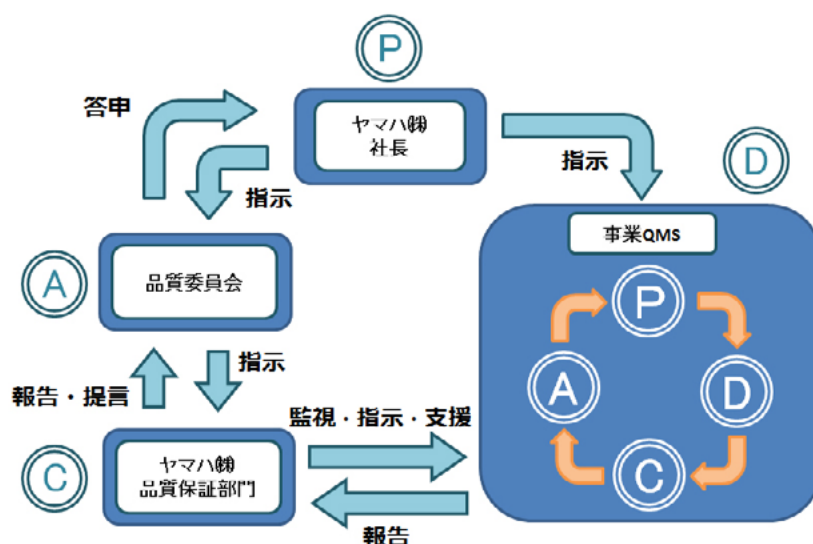 P
答申
ヤマハ㈱
社長
指示
指示
D
事業QMS
A
品質委員会
P
A
D
C
報告・提言
指示
監視・指示・支援
C
ヤマハ㈱
品質保証部門
報告